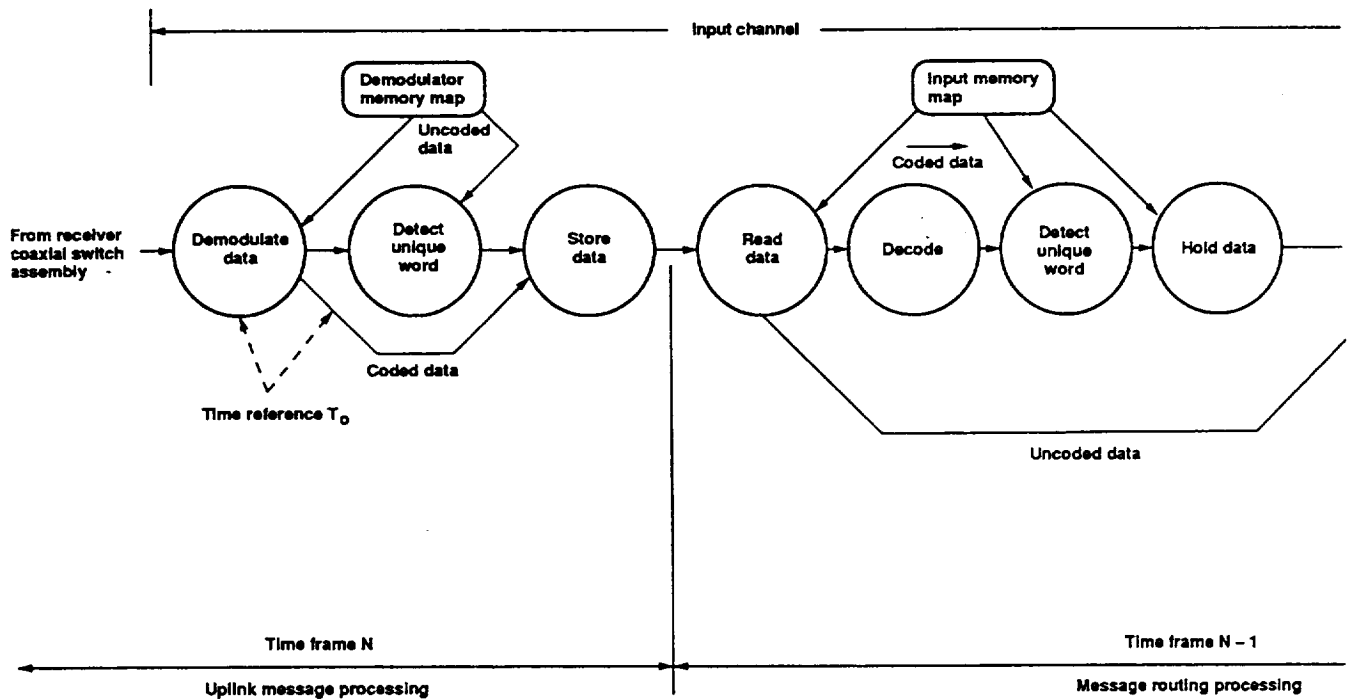 Input channel
Demodulator
memory map
Input memory
map
Uncoded
data
Coded data
From receiver
coaxial switch
assembly
Demodulate
data
Detect
unique
word
Store
data
Read
data
Decode
Detect
unique
word
Hold data
Coded data
Time reference To
Uncoded data
Time frame N
Time frame N – 1
Uplink message processing
Message routing processing